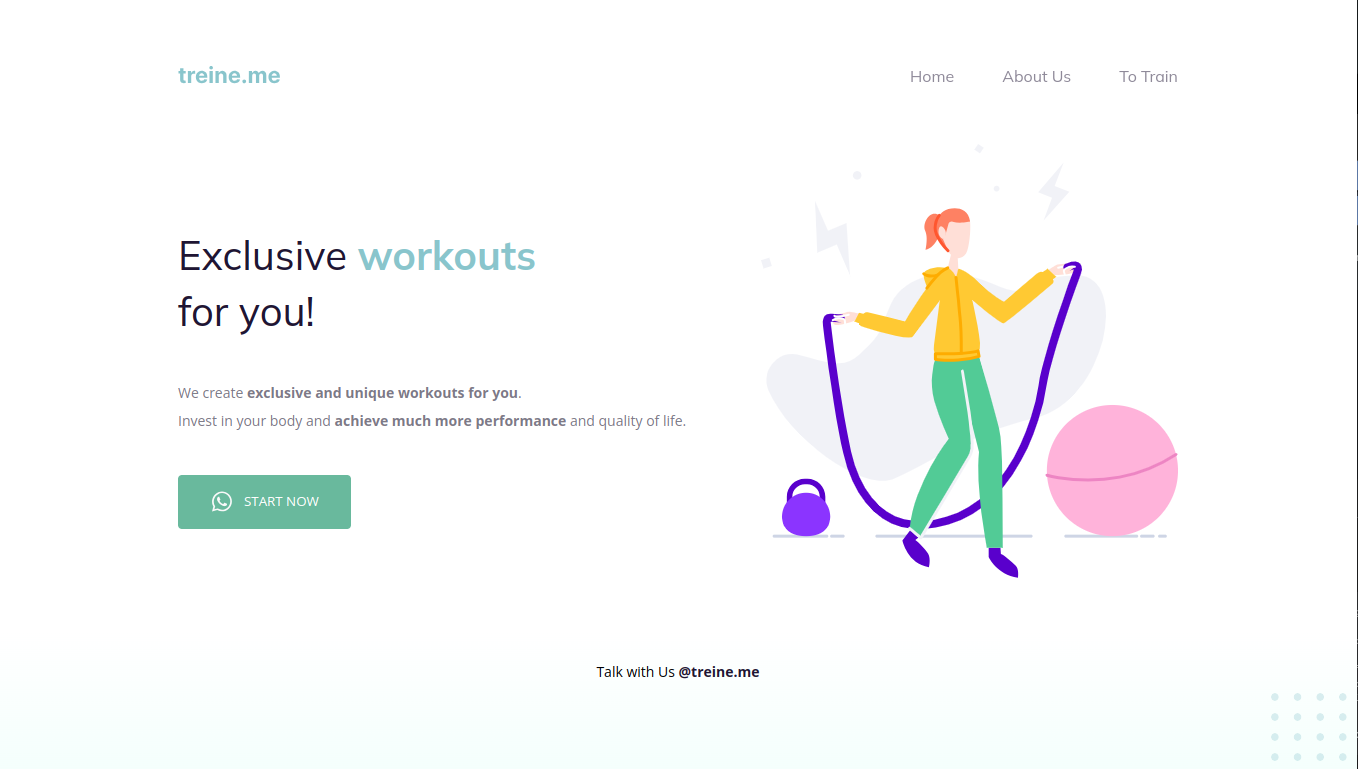 treine.me
Home
About Us
To Train
Exclusive workouts
for you!
We create exclusive and unique workouts for you.
Invest in your body and achieve much more performance and quality of life.
START NOW
Talk with Us @treine.me